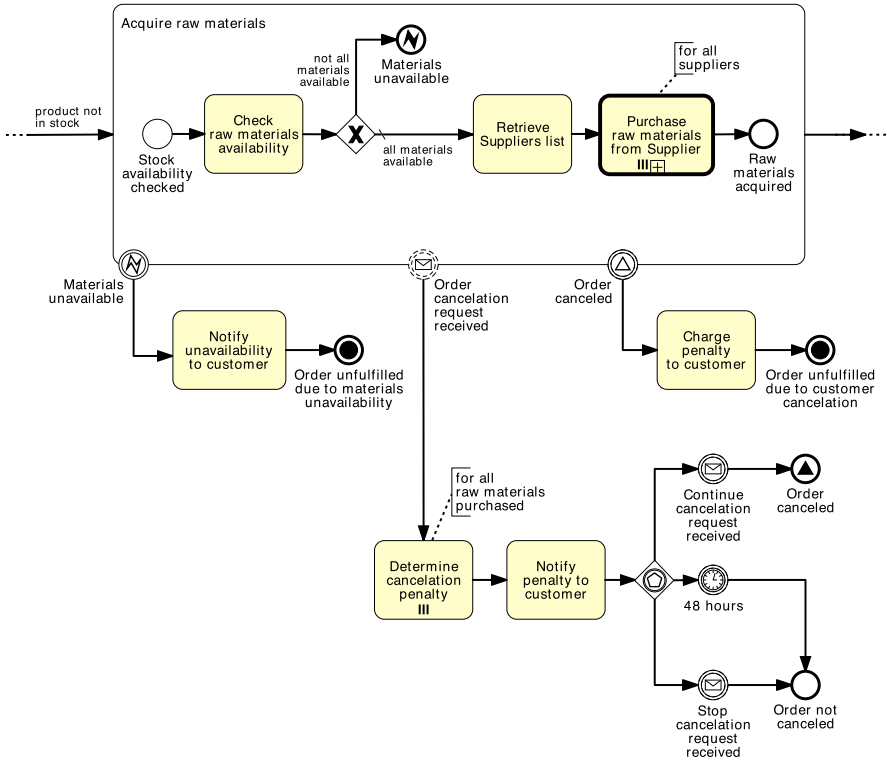 Acquire raw materials
product not
in stock
Stock
availability
checked
Check
raw materials
availability
not all
materials
available
Materials
unavailable
X
all materials
available
Retrieve
Suppliers list
for all
suppliers
Purchase
raw materials
from Supplier
Raw
materials
acquired
Materials
unavailable
Order
cancelation
request
received
Order
canceled
Notify
unavailability
to customer
Order unfulfilled
due to materials
unavailability
Charge
penalty
to customer
Order unfulfilled
due to customer
cancelation
for all
raw materials
purchased
Determine
cancelation
penalty
Notify
penalty to
customer
Continue
cancelation
request
received
Order
canceled
48 hours
Stop
cancelation
request
received
Order not
canceled